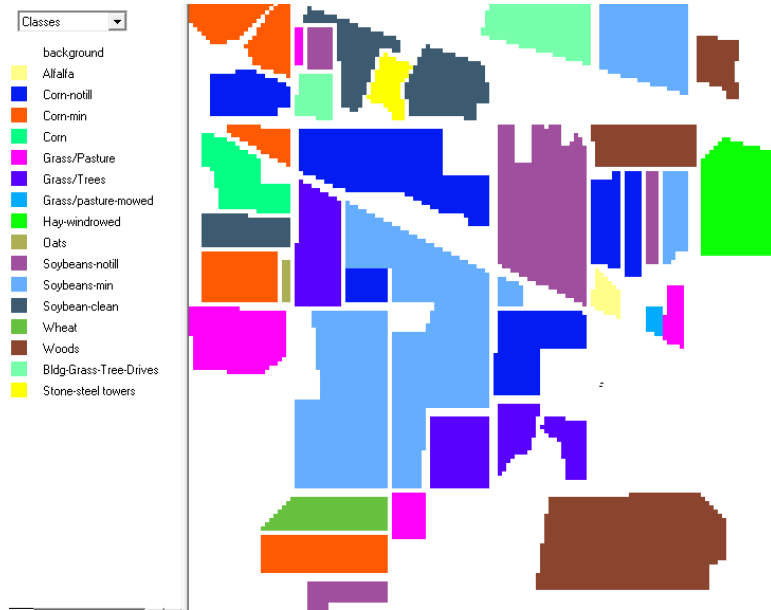 Classes
background
Alfalfa
Corn-notill
Corn-min
Corn
Grass/Pasture
Grass/Trees
Grass/pasture-mowed
Hay-windrowed
Oats
Soybeans-notill
Soybeans-min
Soybean-clean
Wheat
Woods
Bldg-Grass-Tree-Drives
Stone-steel towers